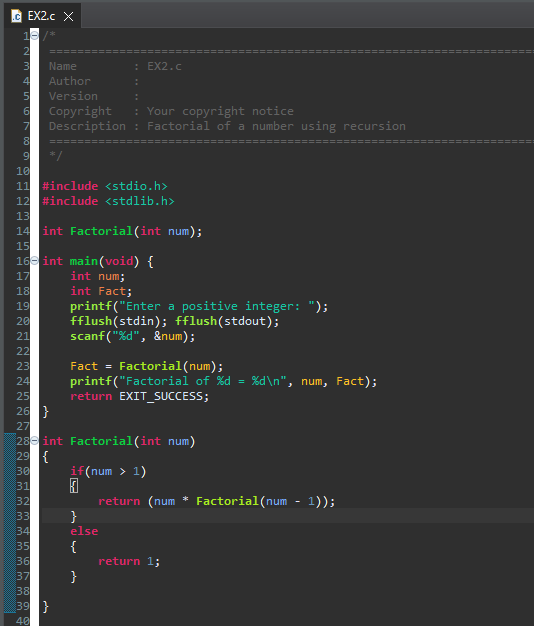 EX2.c
1 /*
2 ======================================================================
3 Name        : EX2.c
4 Author      :
5 Version     :
6 Copyright   : Your copyright notice
7 Description : Factorial of a number using recursion
8 ======================================================================
9 */
10
11 #include <stdio.h>
12 #include <stdlib.h>
13
14 int Factorial(int num);
15
16 int main(void) {
17     int num;
18     int Fact;
19     printf("Enter a positive integer: ");
20     fflush(stdin); fflush(stdout);
21     scanf("%d", &num);
22
23     Fact = Factorial(num);
24     printf("Factorial of %d = %d\n", num, Fact);
25     return EXIT_SUCCESS;
26 }
27
28 int Factorial(int num)
29 {
30     if(num > 1)
31     {
32         return (num * Factorial(num - 1));
33     }
34     else
35     {
36         return 1;
37     }
38
39 }
40